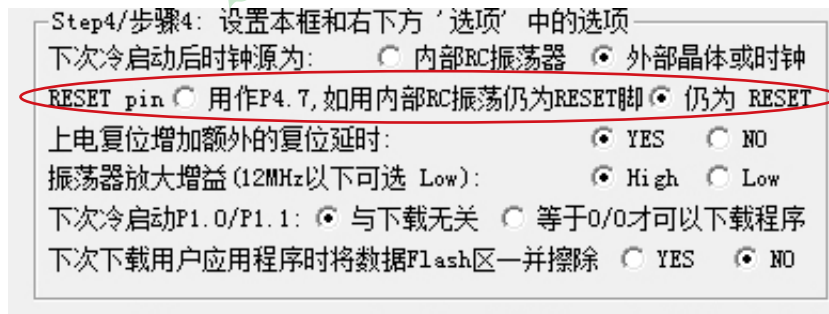 Step4/步骤4: 设置本框和右下方 '选项' 中的选项
下次冷启动后时钟源为: 内部RC振荡器 外部晶体或时钟
RESET pin 用作P4.7,如用内部RC振荡仍为RESET脚 仍为 RESET
上电复位增加额外的复位延时: YES NO
振荡器放大增益(12MHz以下可选 Low): High Low
下次冷启动P1.0/P1.1: 与下载无关 等于0/0才可以下载程序
下次下载用户应用程序时将数据Flash区一并擦除 YES NO